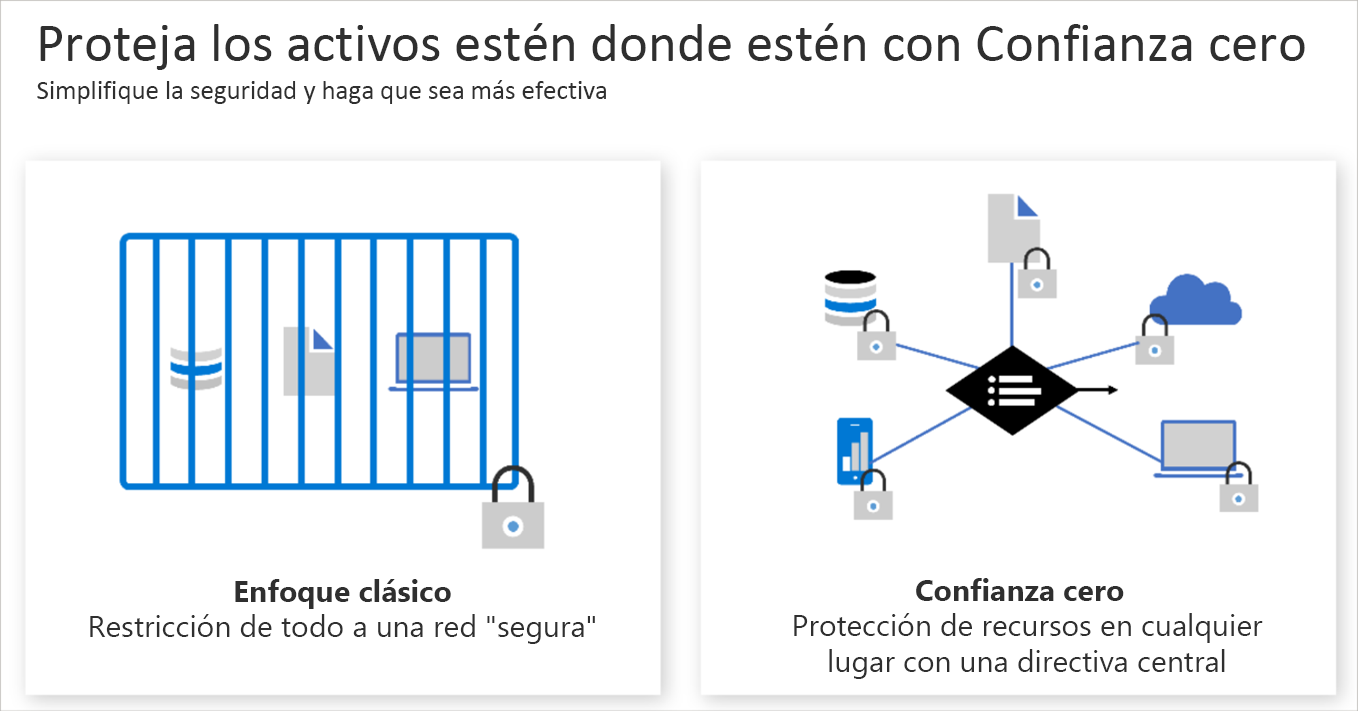 Proteja los activos estén donde estén con Confianza cero
Simplifique la seguridad y haga que sea más efectiva
Enfoque clásico
Restricción de todo a una red "segura"
Confianza cero
Protección de recursos en cualquier
lugar con una directiva central